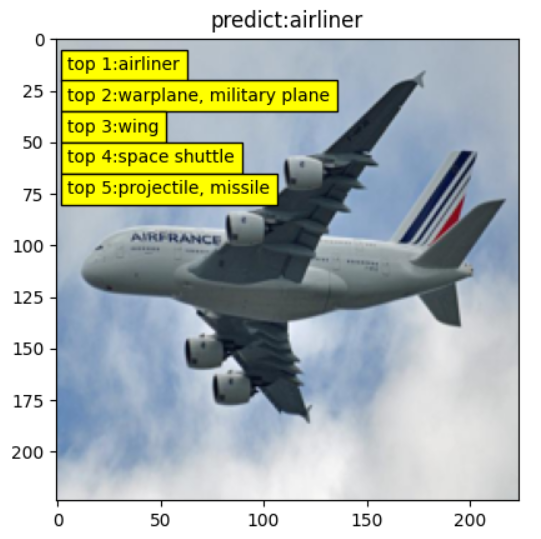 predict:airliner
0
25
50
75
100
125
150
175
200
top 1:airliner
top 2:warplane, military plane
top 3:wing
top 4:space shuttle
top 5:projectile, missile
AIRFRANCE
0
50
100
150
200